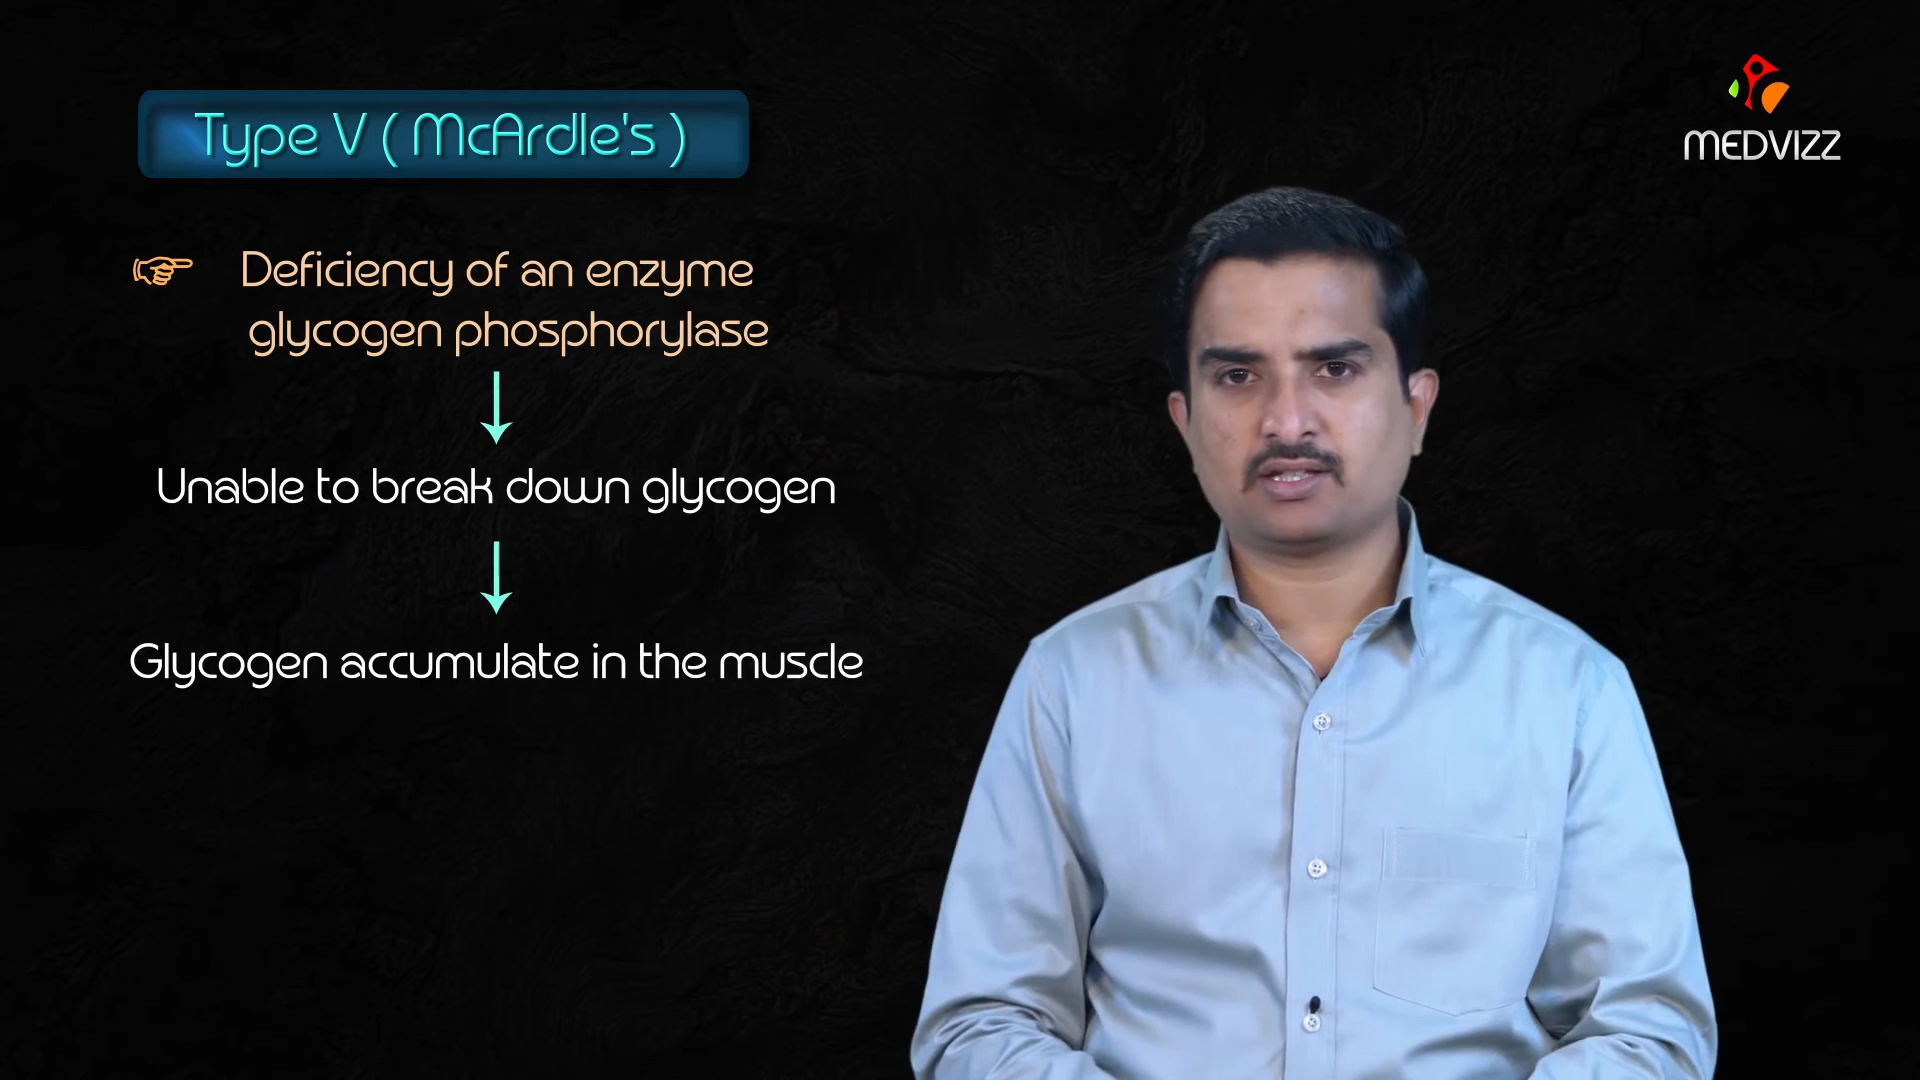 Type V ( McArdle's )
MEDVIZZ
Deficiency of an enzyme
glycogen phosphorylase
Unable to break down glycogen
Glycogen accumulate in the muscle